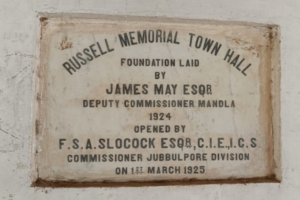 RUSSELL MEMORIAL TOWN HALL
FOUNDATION LAID
BY
JAMES MAY ESQR
DEPUTY COMMISSIONER MANDLA
1924
OPENED BY
F.S.A. SLOCOCK ESQR, C.I.E., I.C.S
COMMISSIONER JUBBULPORE DIVISION
ON 1ST MARCH 1925